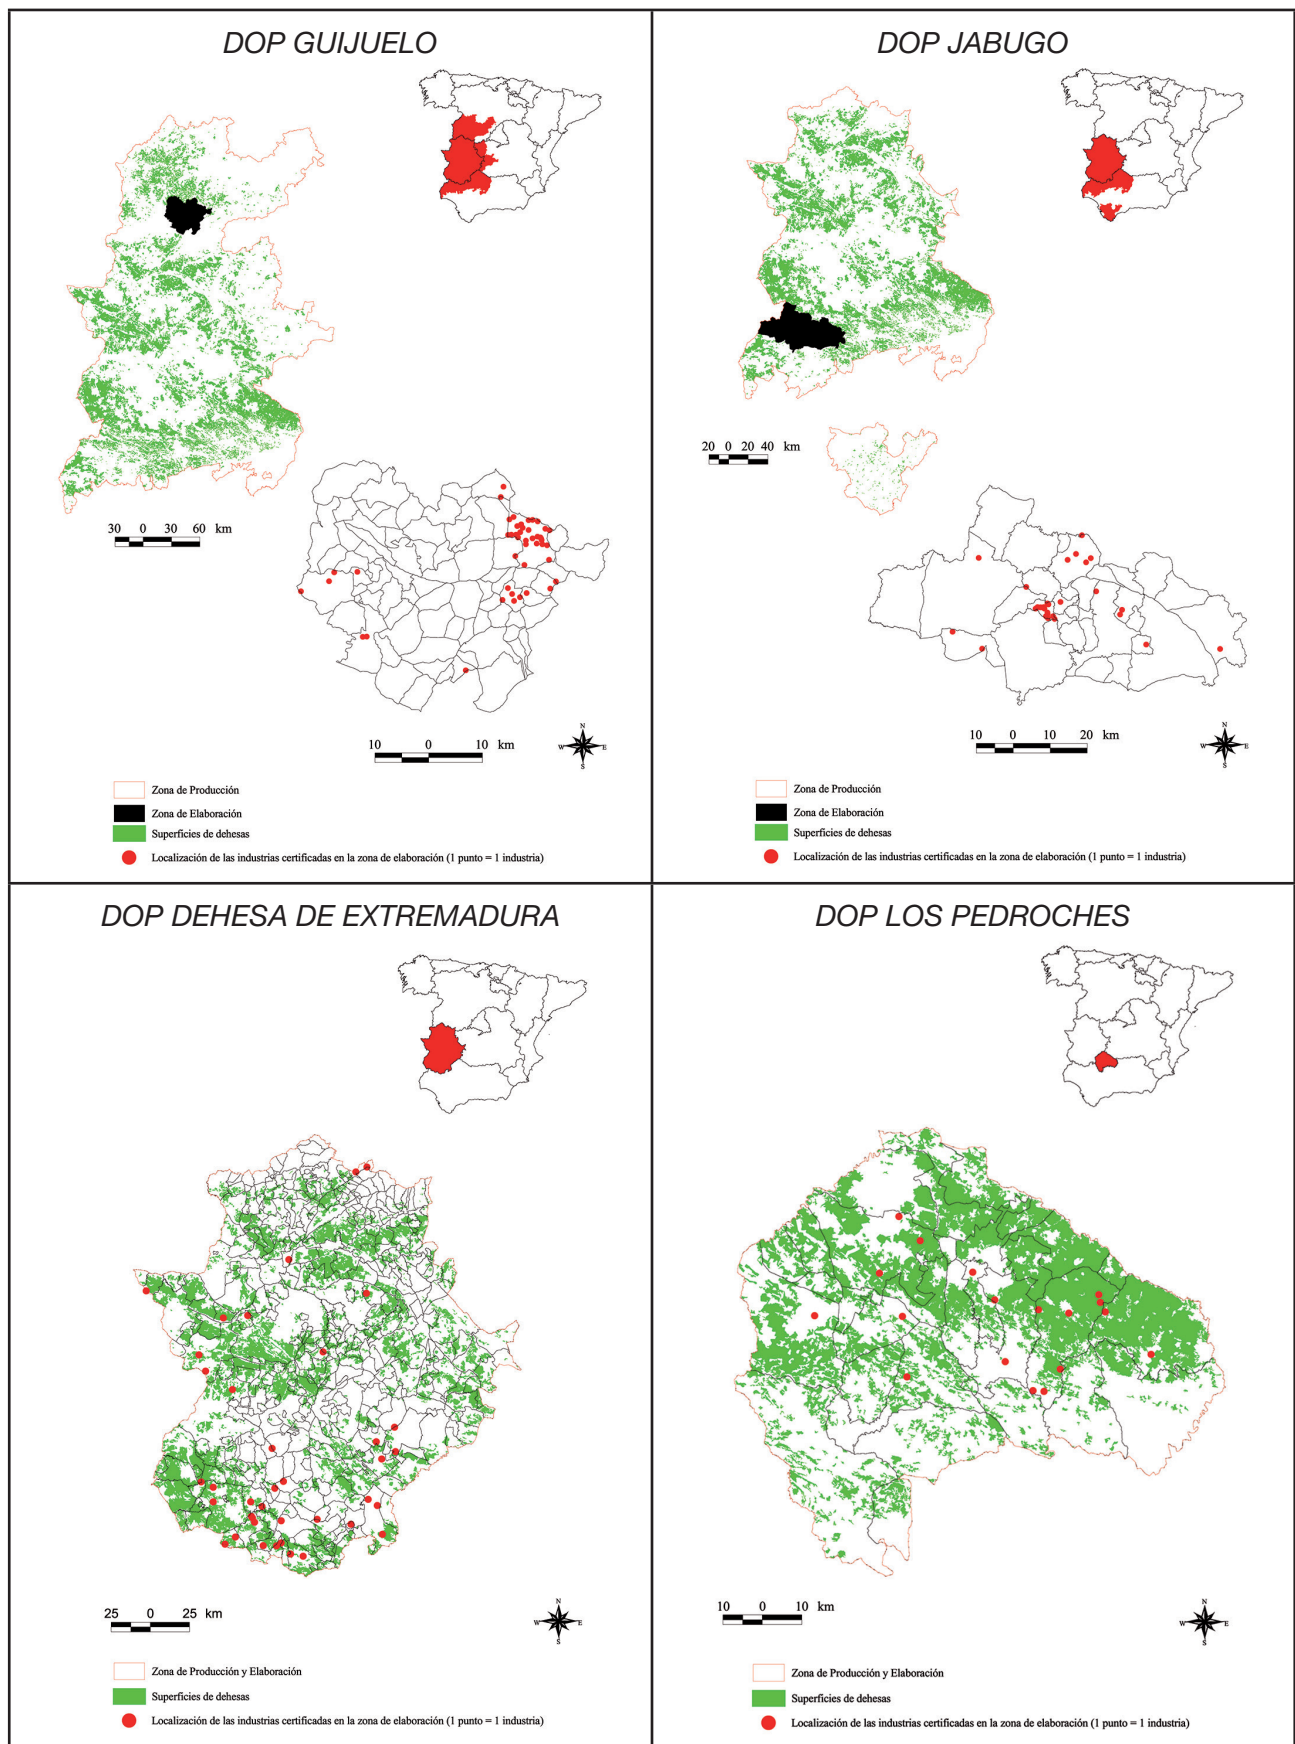 DOP GUIJUELO
30 0 30 60 km
10 0 10 km
N
W E
S
Zona de Producción
Zona de Elaboración
Superficies de dehesas
Localización de las industrias certificadas en la zona de elaboración (1 punto = 1 industria)
DOP JABUGO
20 0 20 40 km
10 0 10 20 km
N
W E
S
Zona de Producción
Zona de Elaboración
Superficies de dehesas
Localización de las industrias certificadas en la zona de elaboración (1 punto = 1 industria)
DOP DEHESA DE EXTREMADURA
25 0 25 km
N
W E
S
Zona de Producción y Elaboración
Superficies de dehesas
Localización de las industrias certificadas en la zona de elaboración (1 punto = 1 industria)
DOP LOS PEDROCHES
10 0 10 km
N
W E
S
Zona de Producción y Elaboración
Superficies de dehesas
Localización de las industrias certificadas en la zona de elaboración (1 punto = 1 industria)